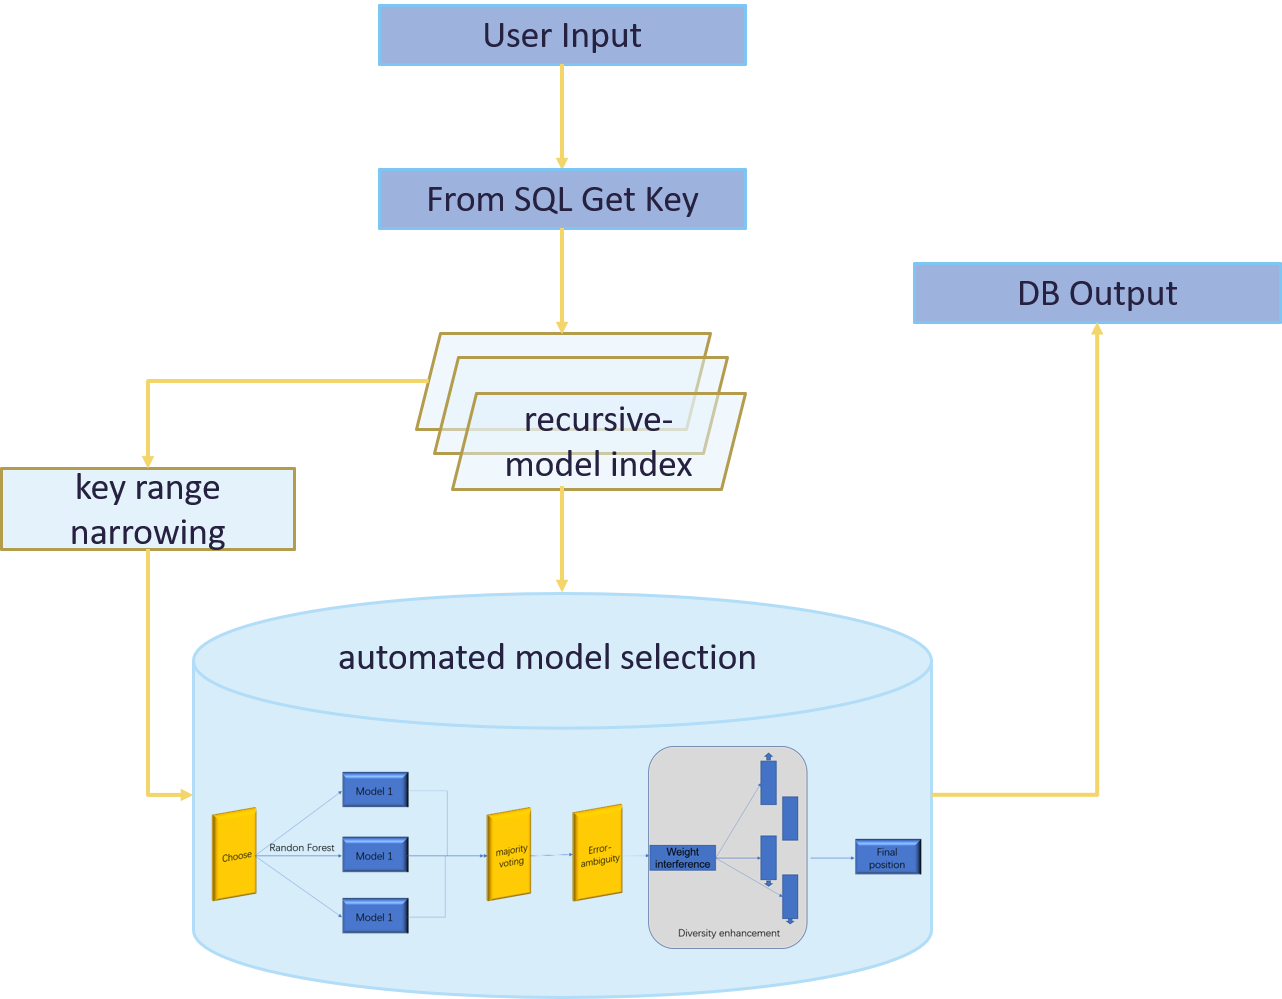 User Input
From SQL Get Key
DB Output
recursive-
model index
key range
narrowing
automated model selection
Choose
Randon Forest
Model 1
Model 1
Model 1
majority
voting
Error-
ambiguity
Weight
interference
Diversity enhancement
Final
position